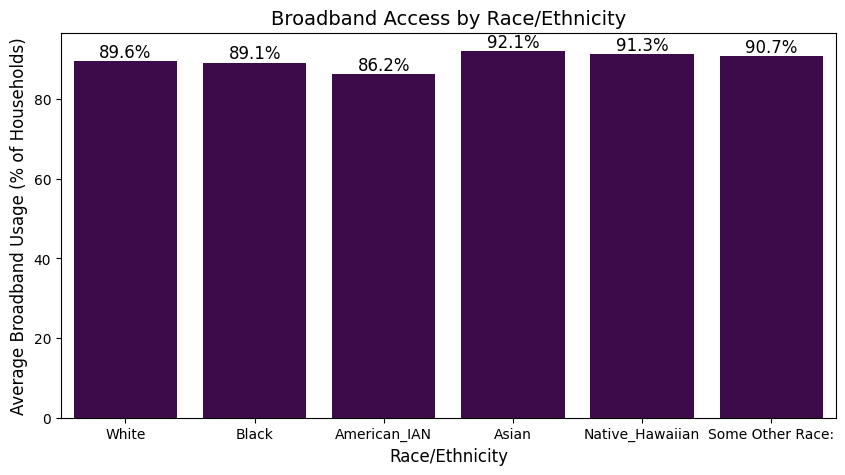 Broadband Access by Race/Ethnicity
Average Broadband Usage (% of Households)
80
60
40
20
0
89.6%
89.1%
86.2%
92.1%
91.3%
90.7%
White
Black
American_IAN
Asian
Native_Hawaiian
Some Other Race:
Race/Ethnicity